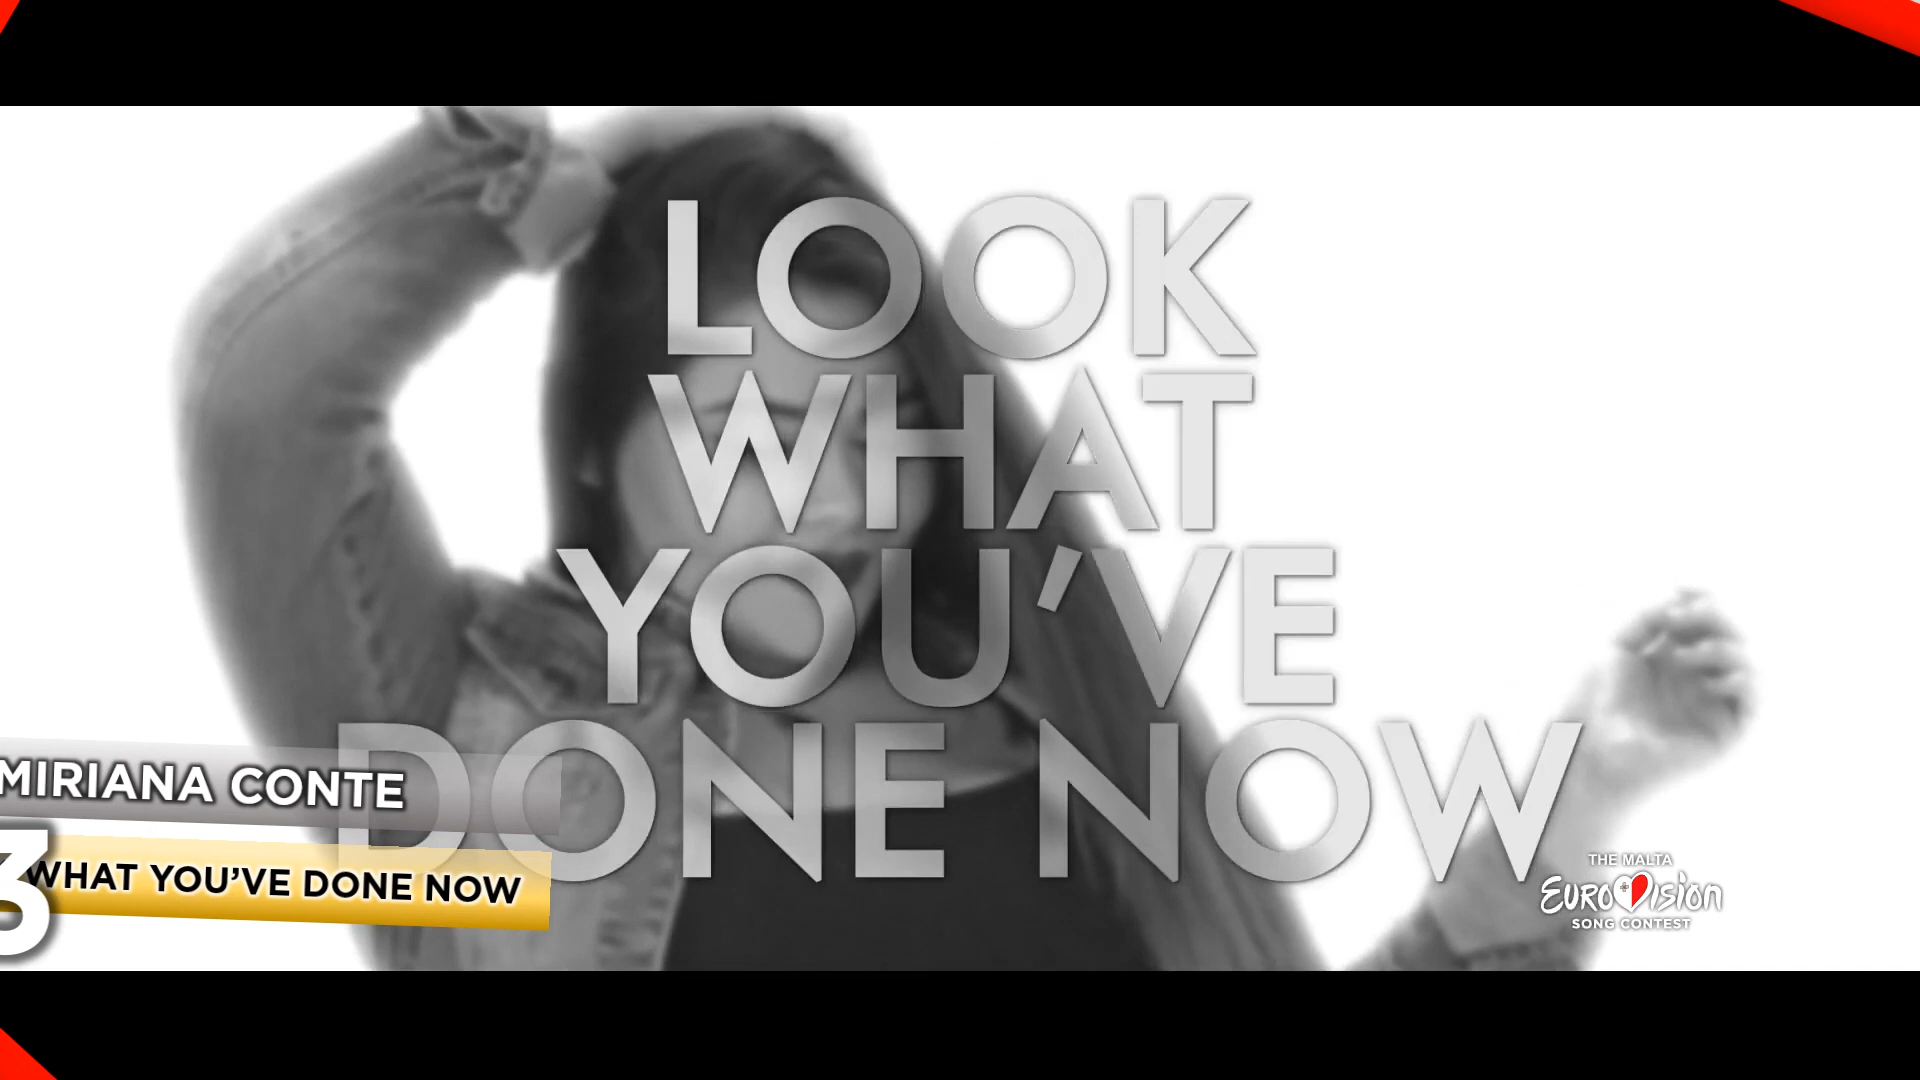 LOOK
WHAT
YOU'VE
DONE NOW
MIRIANA CONTE
3
WHAT YOU'VE DONE NOW
THE MALTA
EUROVISION
SONG CONTEST